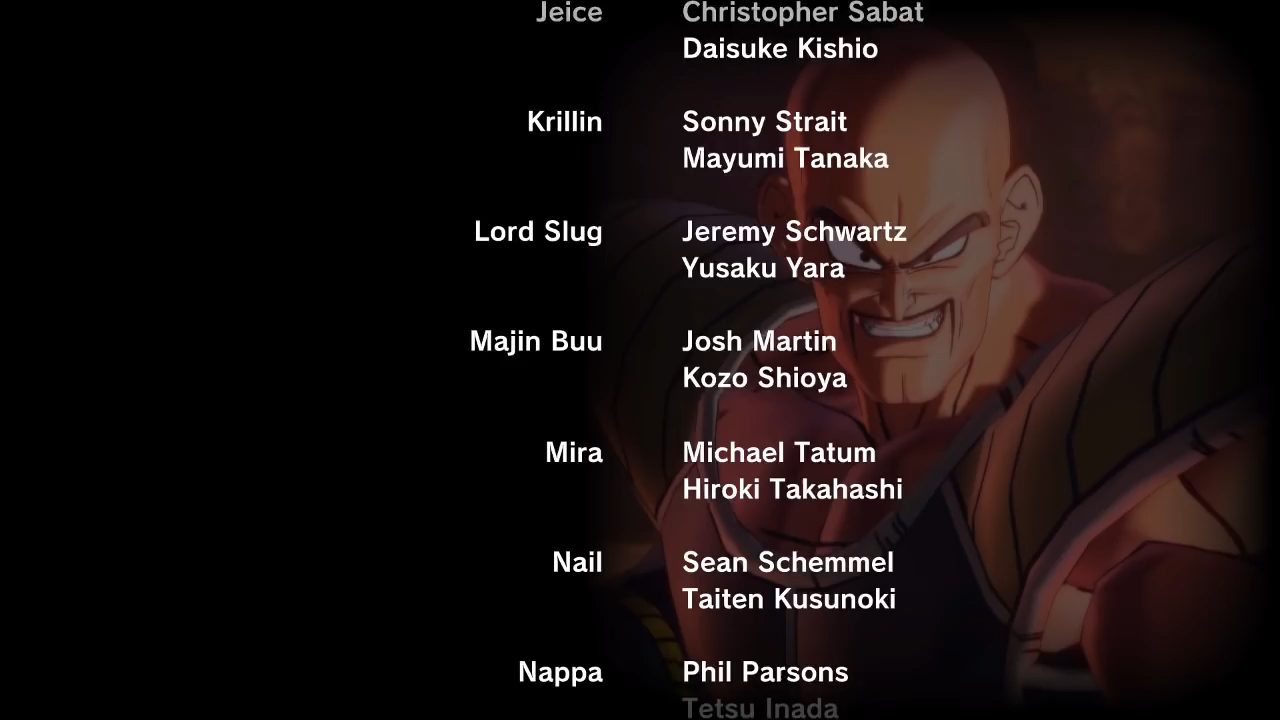 Jeice Christopher Sabat
Daisuke Kishio
Krillin Sonny Strait
Mayumi Tanaka
Lord Slug Jeremy Schwartz
Yusaku Yara
Majin Buu Josh Martin
Kozo Shioya
Mira Michael Tatum
Hiroki Takahashi
Nail Sean Schemmel
Taiten Kusunoki
Nappa Phil Parsons
Tetsu Inada